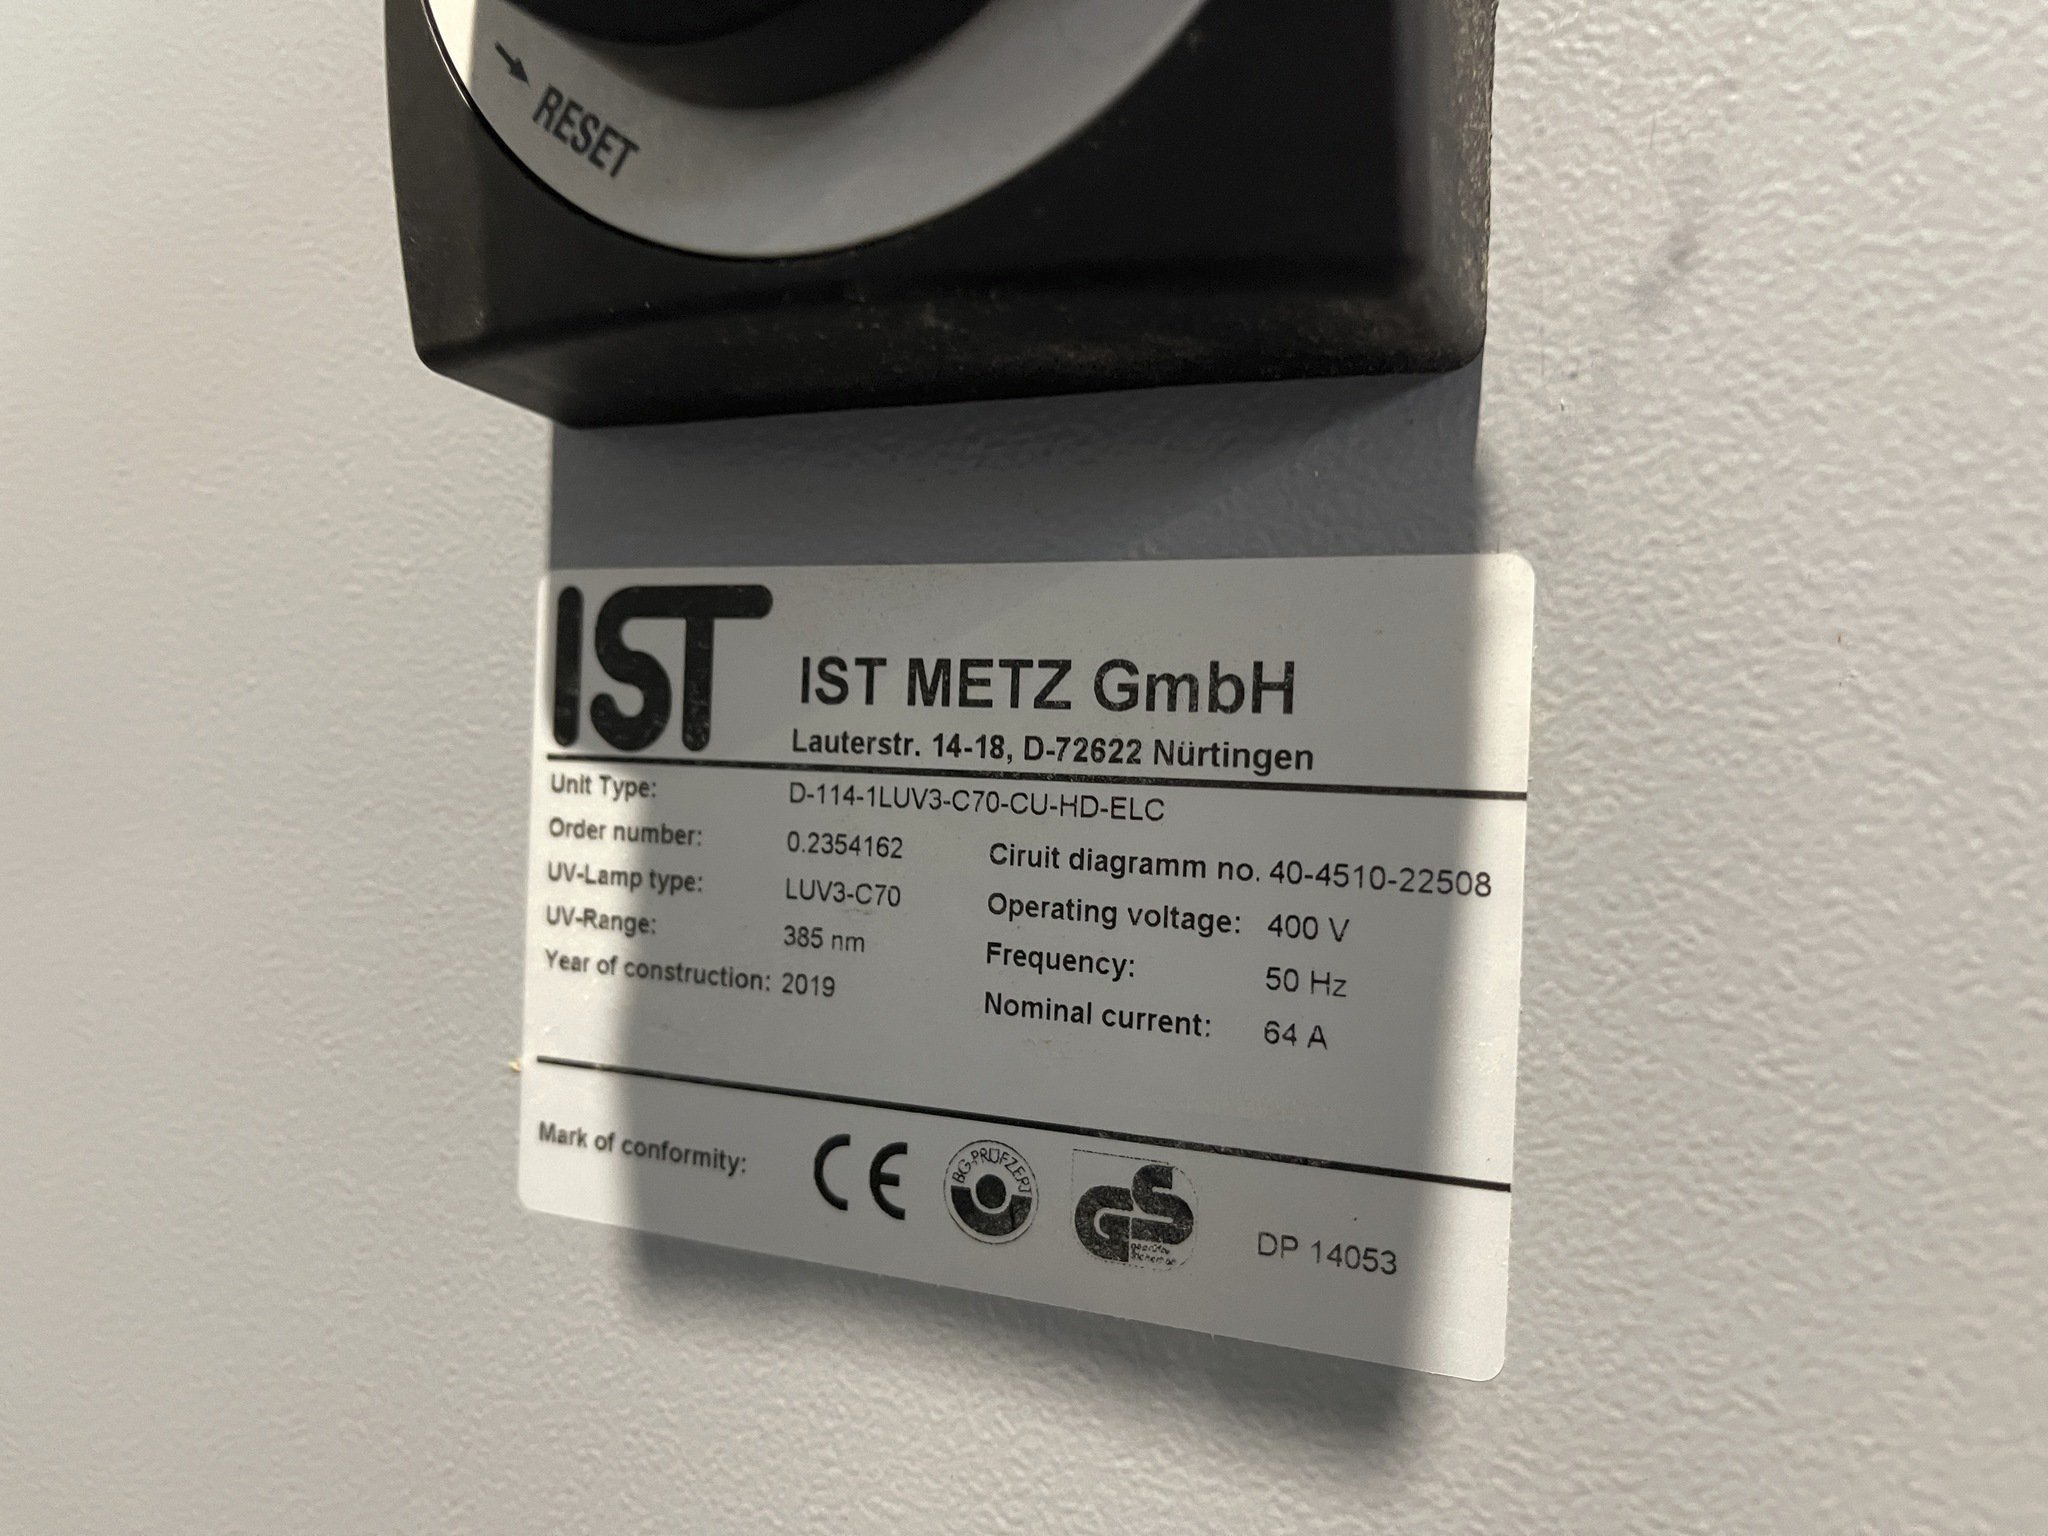 → RESET
IST
IST METZ GmbH
Lauterstr. 14-18, D-72622 Nürtingen
Unit Type: D-114-1LUV3-C70-CU-HD-ELC
Order number: 0.2354162
Ciruit diagramm no. 40-4510-22508
UV-Lamp type: LUV3-C70
Operating voltage: 400 V
UV-Range: 385 nm
Frequency: 50 Hz
Year of construction: 2019
Nominal current: 64 A
Mark of conformity: CE
BG-PRÜFZERT
GS
DP 14053